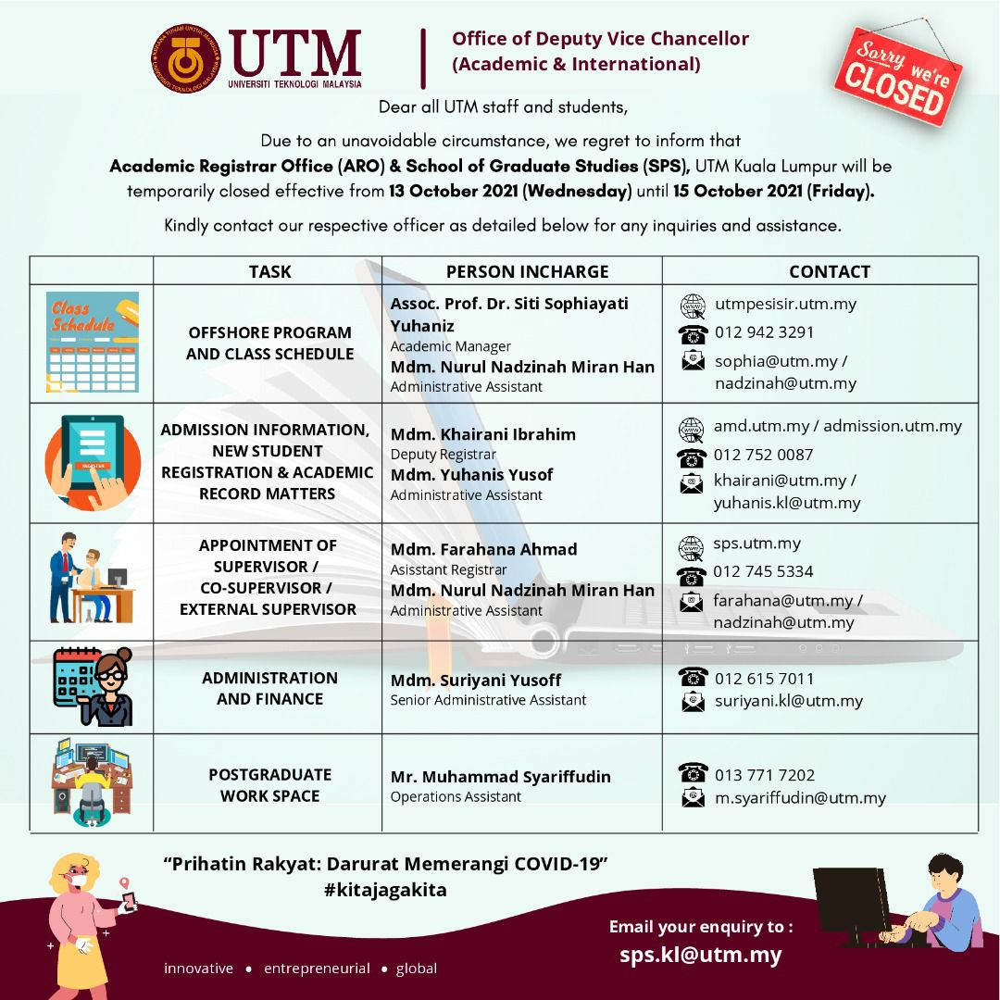 UTM
UNIVERSITI TEKNOLOGI MALAYSIA
Office of Deputy Vice Chancellor
(Academic & International)
Sorry we're
CLOSED
Dear all UTM staff and students,
Due to an unavoidable circumstance, we regret to inform that
Academic Registrar Office (ARO) & School of Graduate Studies (SPS), UTM Kuala Lumpur will be
temporarily closed effective from 13 October 2021 (Wednesday) until 15 October 2021 (Friday).
Kindly contact our respective officer as detailed below for any inquiries and assistance.
TASK
PERSON INCHARGE
CONTACT
Class
Schedule
OFFSHORE PROGRAM
AND CLASS SCHEDULE
Assoc. Prof. Dr. Siti Sophiayati
Yuhaniz
Academic Manager
Mdm. Nurul Nadzinah Miran Han
Administrative Assistant
www
utmpesisir.utm.my
012 942 3291
sophia@utm.my /
nadzinah@utm.my
REGISTER
ADMISSION INFORMATION,
NEW STUDENT
REGISTRATION & ACADEMIC
RECORD MATTERS
Mdm. Khairani Ibrahim
Deputy Registrar
Mdm. Yuhanis Yusof
Administrative Assistant
www
amd.utm.my / admission.utm.my
012 752 0087
khairani@utm.my /
yuhanis.kl@utm.my
APPOINTMENT OF
SUPERVISOR /
CO-SUPERVISOR /
EXTERNAL SUPERVISOR
Mdm. Farahana Ahmad
Asisstant Registrar
Mdm. Nurul Nadzinah Miran Han
Administrative Assistant
www
sps.utm.my
012 745 5334
farahana@utm.my /
nadzinah@utm.my
ADMINISTRATION
AND FINANCE
Mdm. Suriyani Yusoff
Senior Administrative Assistant
012 615 7011
suriyani.kl@utm.my
POSTGRADUATE
WORK SPACE
Mr. Muhammad Syariffudin
Operations Assistant
013 771 7202
m.syariffudin@utm.my
“Prihatin Rakyat: Darurat Memerangi COVID-19”
#kitajagakita
Email your enquiry to :
sps.kl@utm.my
innovative • entrepreneurial • global